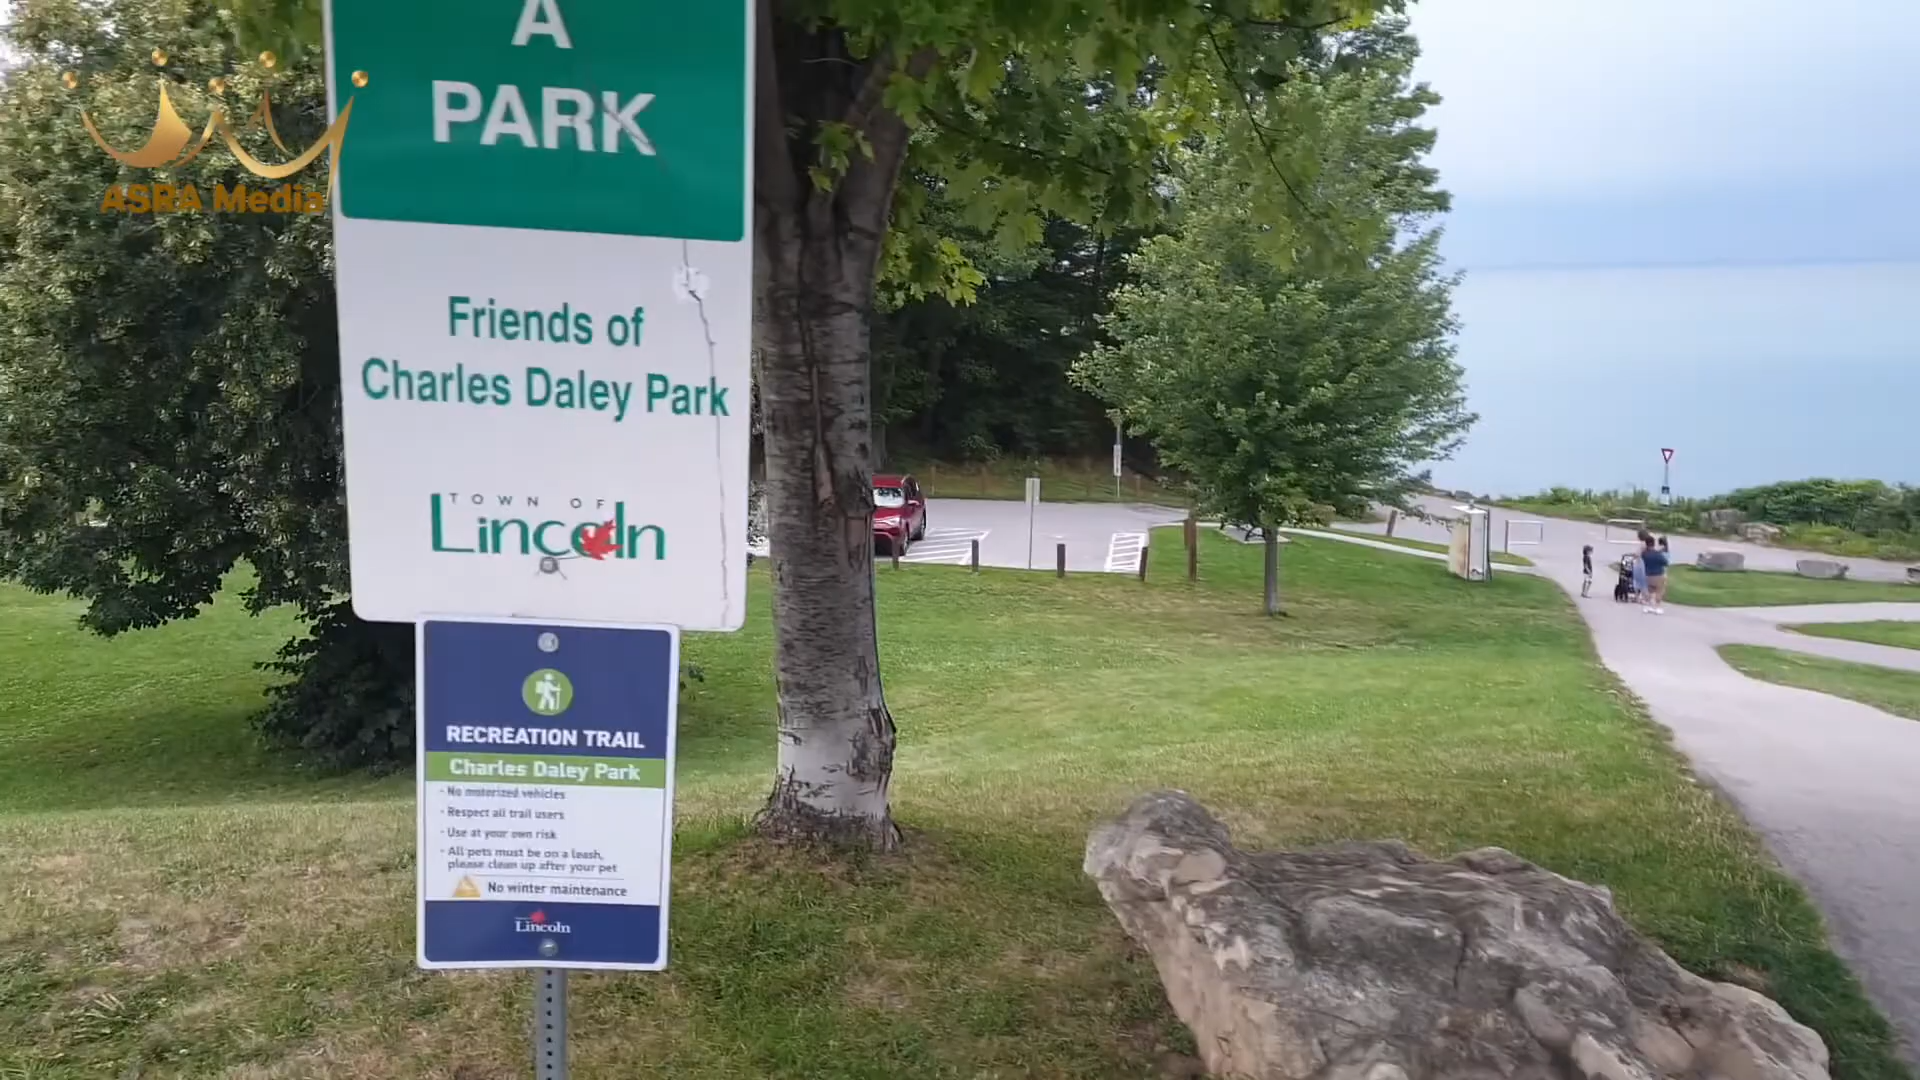 A
PARK
ASRA Media
Friends of
Charles Daley Park
TOWN OF
Lincoln
RECREATION TRAIL
Charles Daley Park
- No motorized vehicles
- Respect all trail users
- Use at your own risk
- All pets must be on a leash,
please clean up after your pet
No winter maintenance
Lincoln